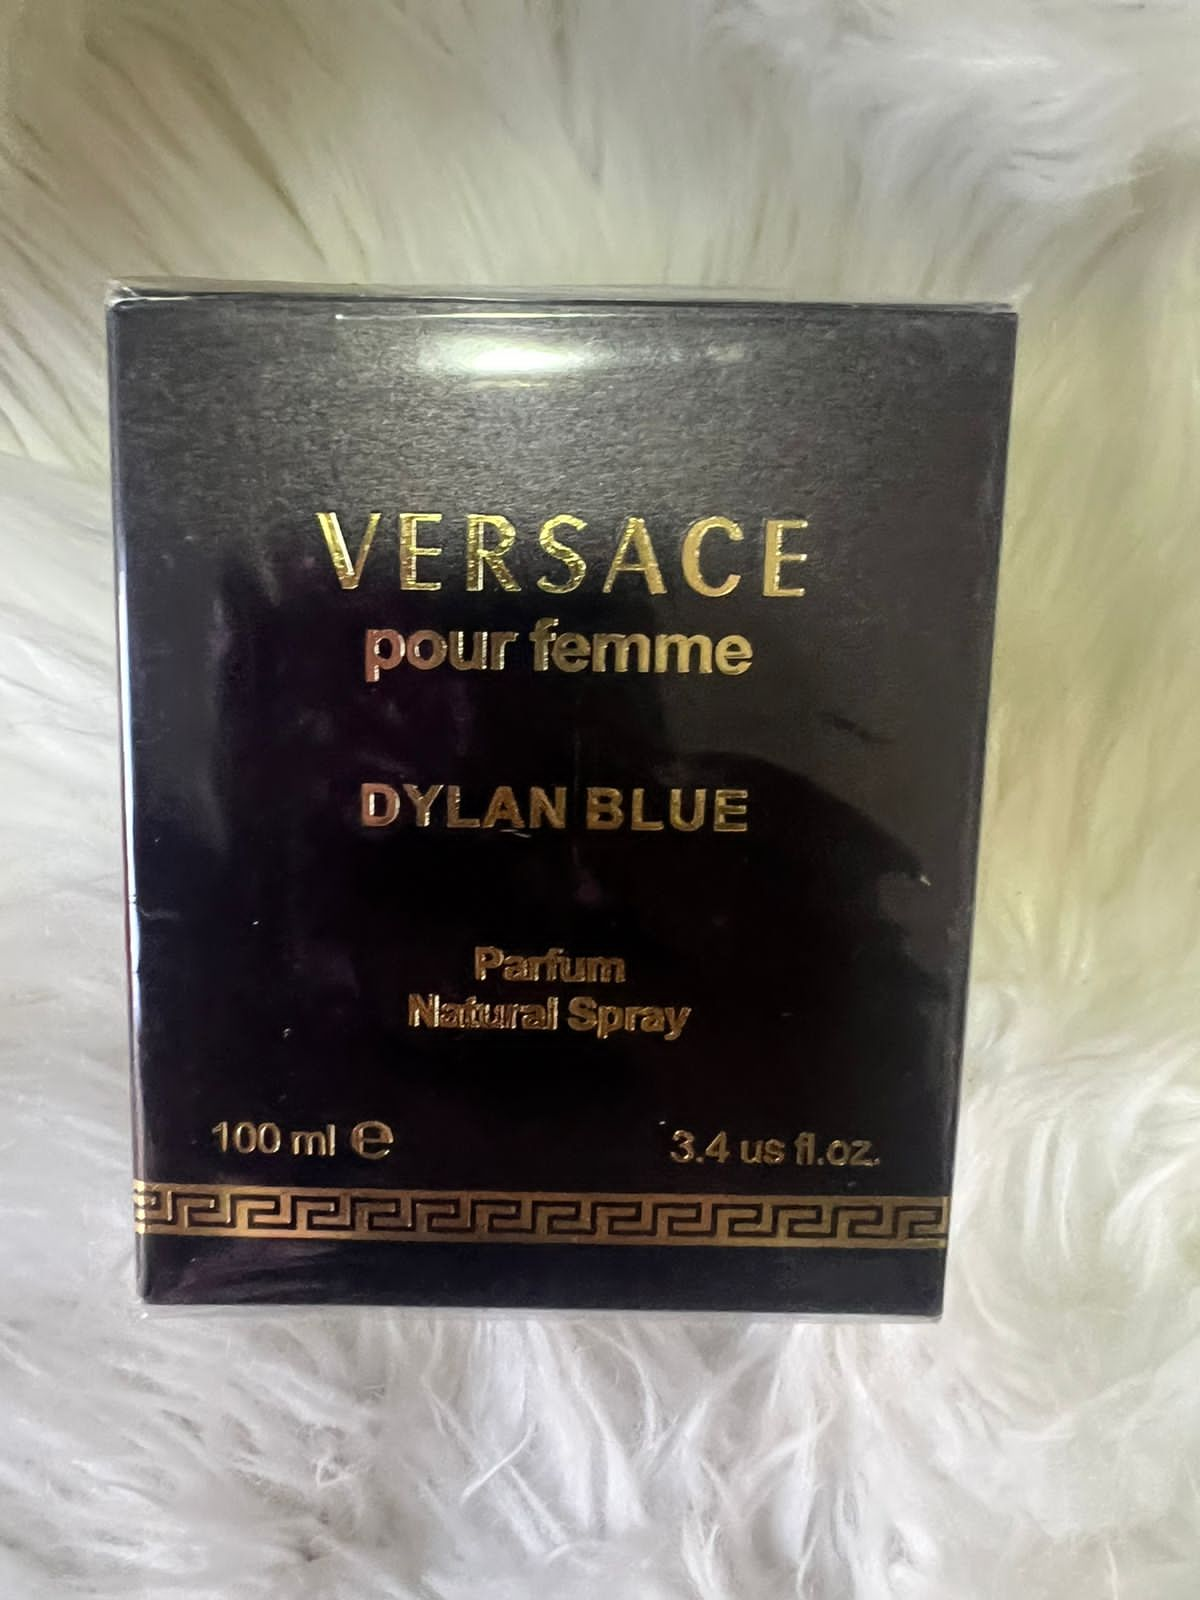 VERSACE
pour femme
DYLAN BLUE
Parfum
Natural Spray
100 ml ℮
3.4 us fl.oz.